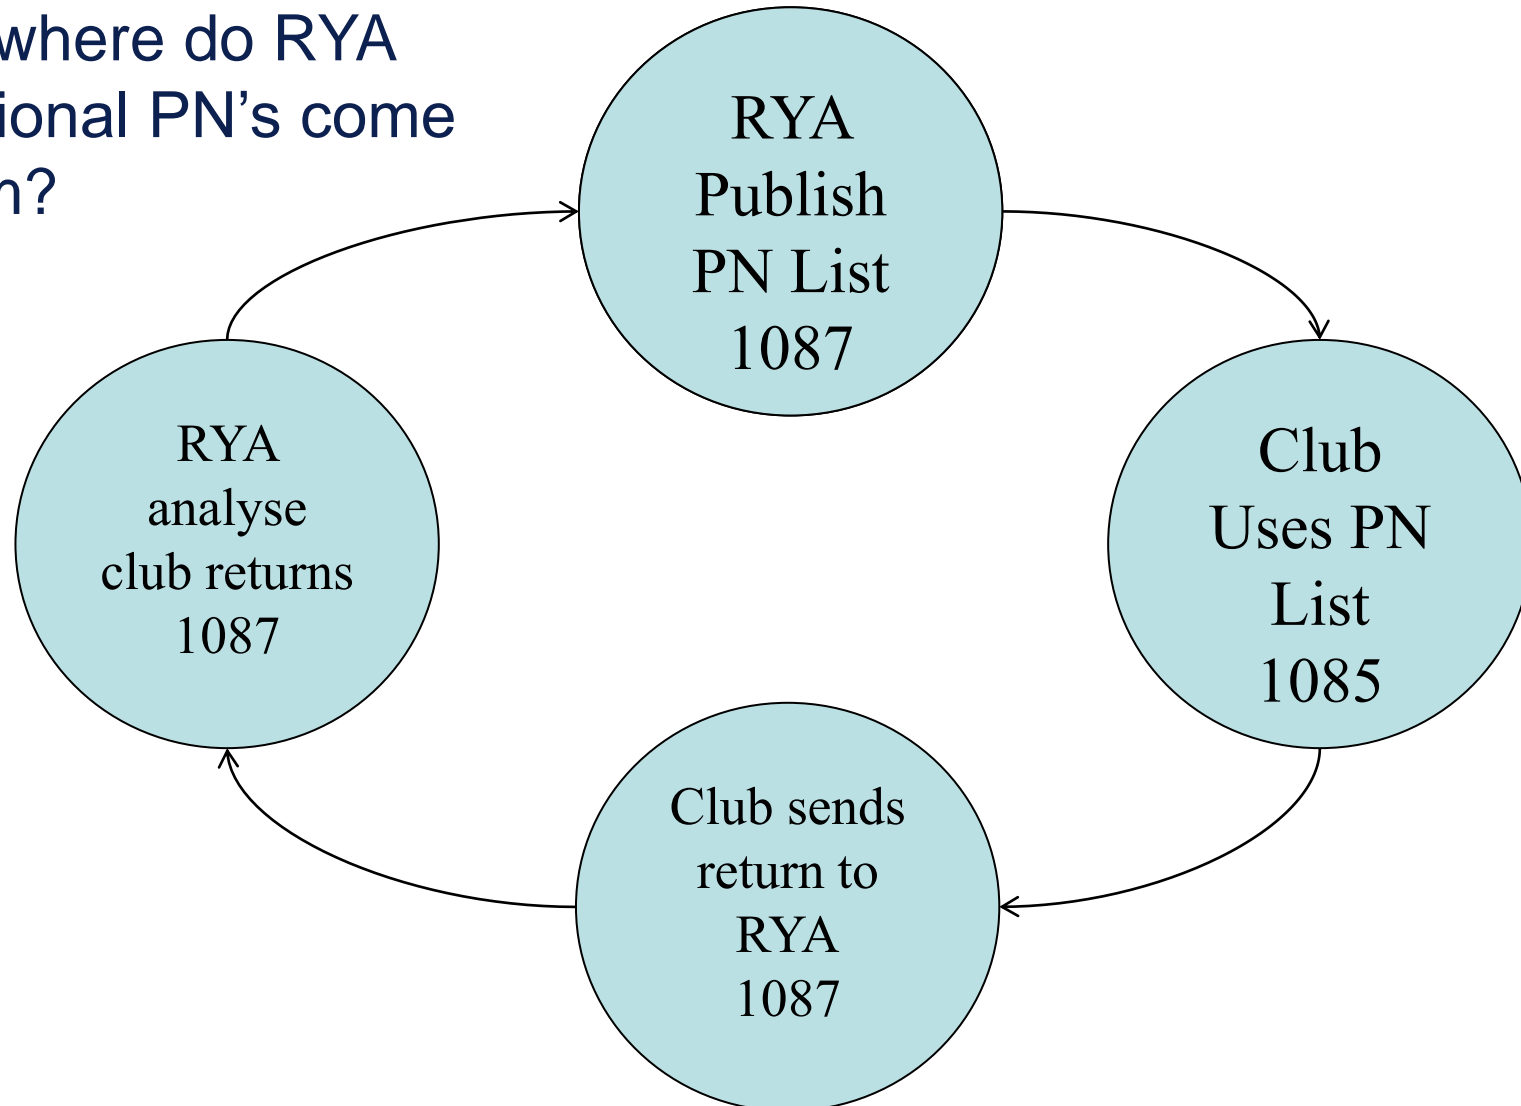 where do RYA
ional PN's come
m?
RYA
Publish
PN List
1087
Club
Uses PN
List
1085
Club sends
return to
RYA
1087
RYA
analyse
club returns
1087